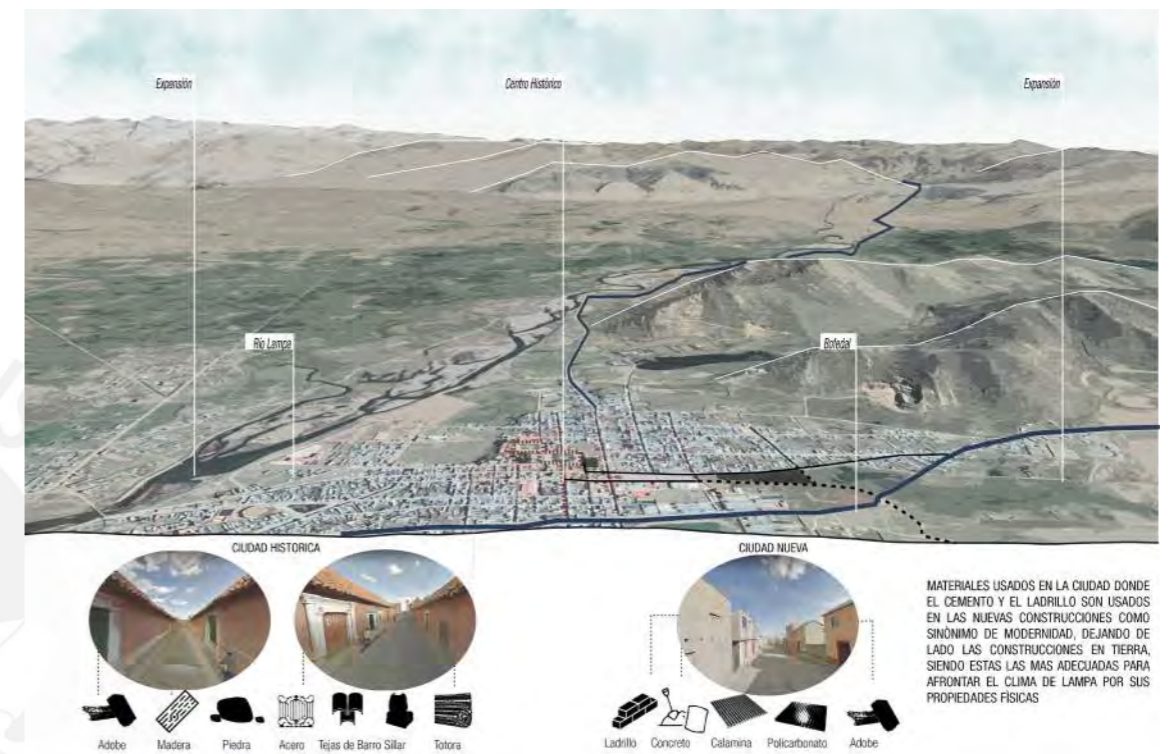 Expansión
Centro Histórico
Expansión
Río Lampa
Bofedal
CIUDAD HISTORICA
CIUDAD NUEVA
MATERIALES USADOS EN LA CIUDAD DONDE
EL CEMENTO Y EL LADRILLO SON USADOS
EN LAS NUEVAS CONSTRUCCIONES COMO
SINÓNIMO DE MODERNIDAD, DEJANDO DE
LADO LAS CONSTRUCCIONES EN TIERRA,
SIENDO ESTAS LAS MAS ADECUADAS PARA
AFRONTAR EL CLIMA DE LAMPA POR SUS
PROPIEDADES FÍSICAS
Adobe Madera Piedra Acero Tejas de Barro Sillar Totora
Ladrillo Concreto Calamina Policarbonato Adobe